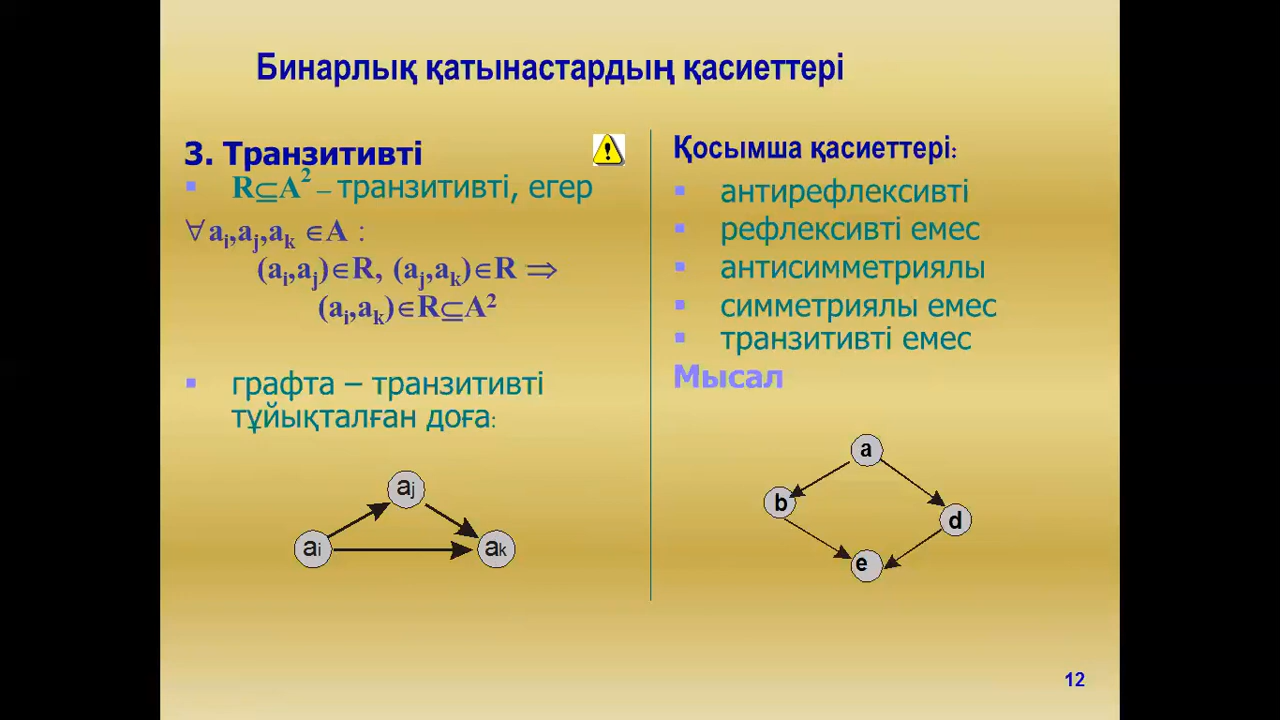 Бинарлық қатынастардың қасиеттері
3. Транзитивті
▪ R⊆A² – транзитивті, егер
∀aᵢ,aⱼ,aₖ ∈A :
(aᵢ,aⱼ)∈R, (aⱼ,aₖ)∈R ⇒
(aᵢ,aₖ)∈R⊆A²
▪ графта – транзитивті
тұйықталған доға:
aⱼ
aᵢ
aₖ
Қосымша қасиеттері:
▪ антирефлексивті
▪ рефлексивті емес
▪ антисимметриялы
▪ симметриялы емес
▪ транзитивті емес
Мысал
a
b
d
e
12